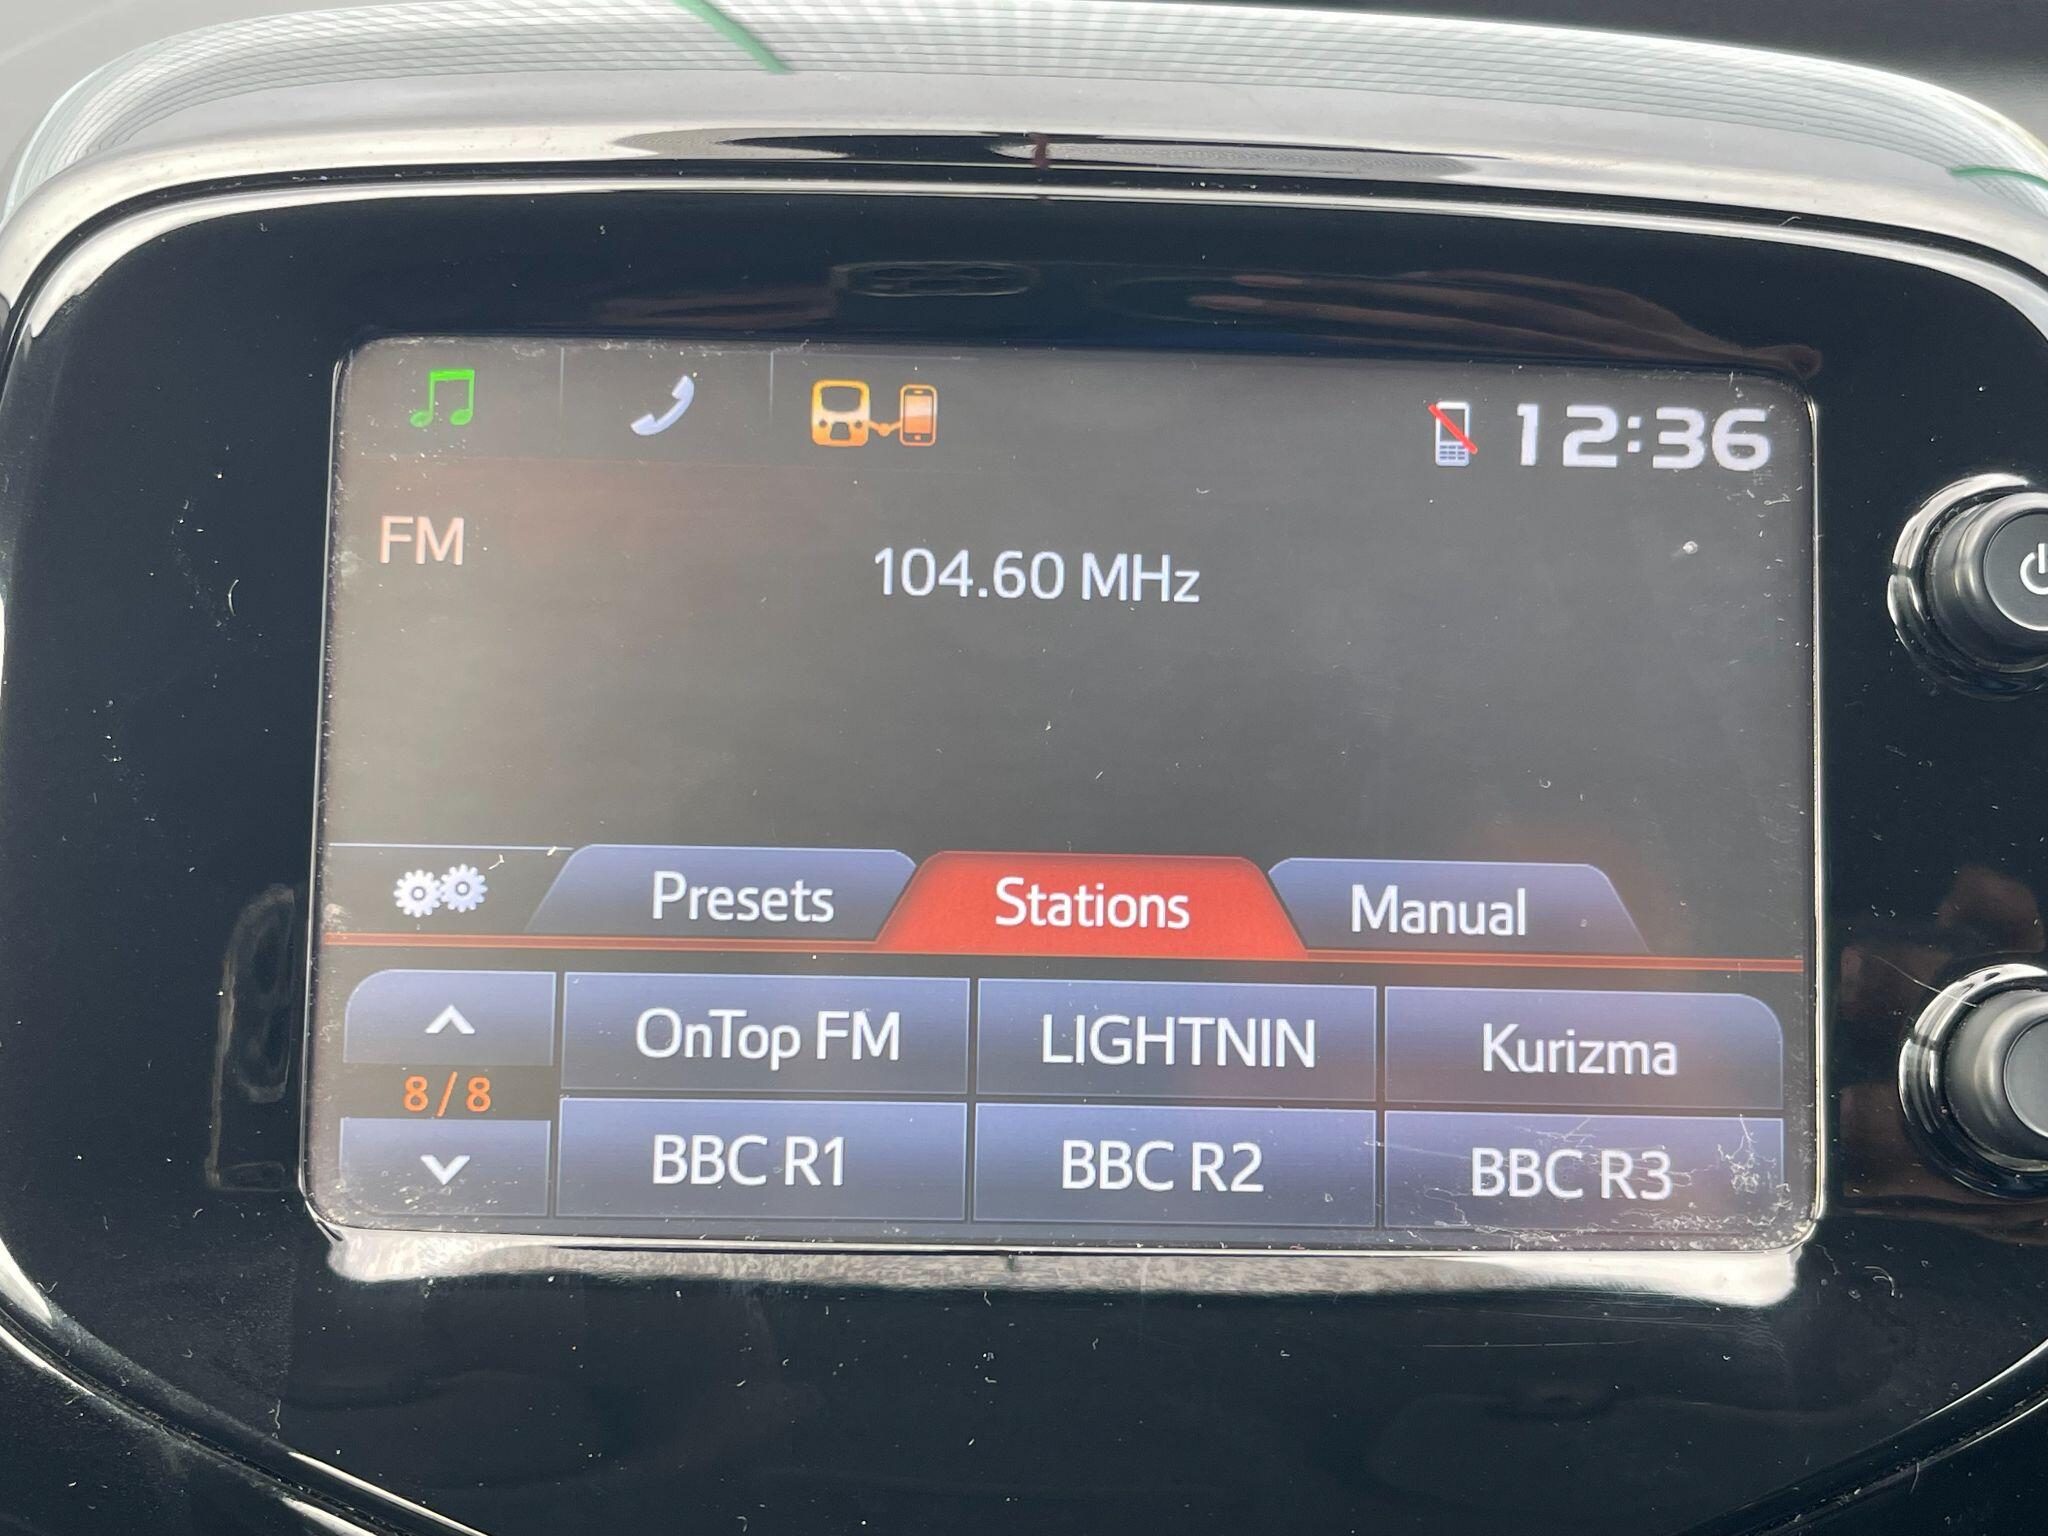 12:36
FM
104.60 MHz
Presets Stations Manual
OnTop FM LIGHTNIN Kurizma
8/8
BBC R1 BBC R2 BBC R3